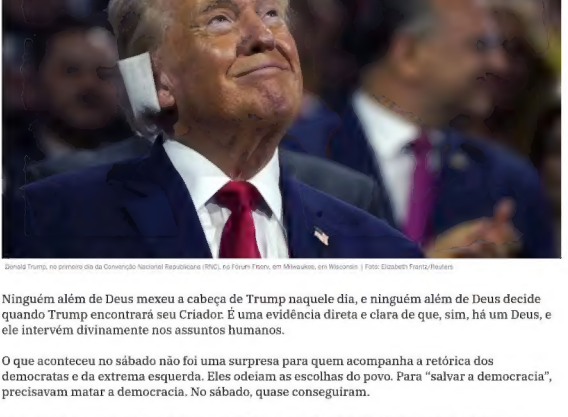 Donald Trump, no primeiro dia da Convenção Nacional Republicana (RNC), no Fórum Fiserv, em Milwaukee, em Wisconsin | Foto: Elizabeth Frantz/Reuters
Ninguém além de Deus mexeu a cabeça de Trump naquele dia, e ninguém além de Deus decide
quando Trump encontrará seu Criador. É uma evidência direta e clara de que, sim, há um Deus, e
ele intervém divinamente nos assuntos humanos.
O que aconteceu no sábado não foi uma surpresa para quem acompanha a retórica dos
democratas e da extrema esquerda. Eles odeiam as escolhas do povo. Para “salvar a democracia”,
precisavam matar a democracia. No sábado, quase conseguiram.